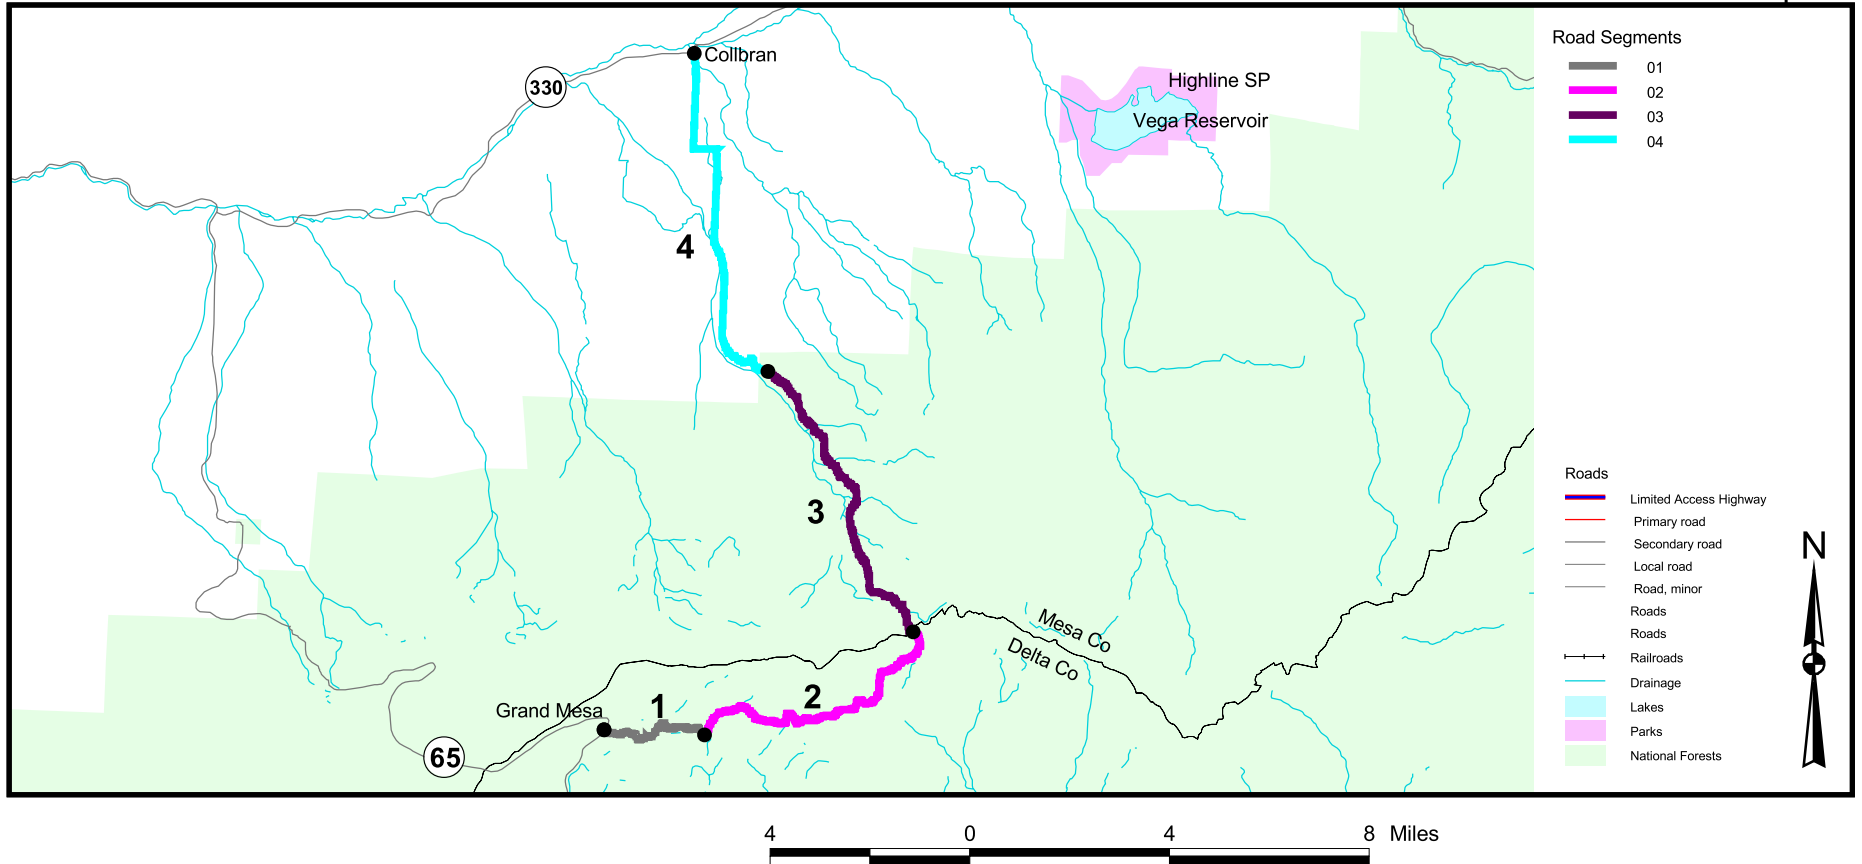 Collbran
330
Highline SP
Vega Reservoir
4
3
Mesa Co
Delta Co
2
1
Grand Mesa
65
Road Segments
01
02
03
04
Roads
Limited Access Highway
Primary road
Secondary road
Local road
Road, minor
Roads
Roads
Railroads
Drainage
Lakes
Parks
National Forests
N
4 0 4 8 Miles